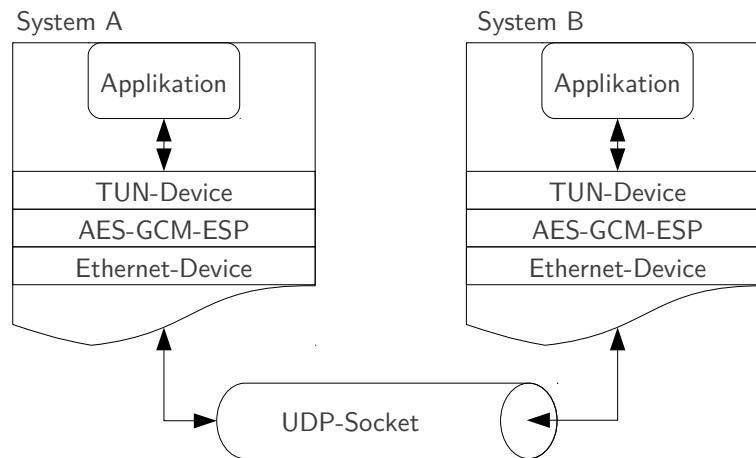 System A
System B
Applikation
Applikation
TUN-Device
TUN-Device
AES-GCM-ESP
AES-GCM-ESP
Ethernet-Device
Ethernet-Device
UDP-Socket